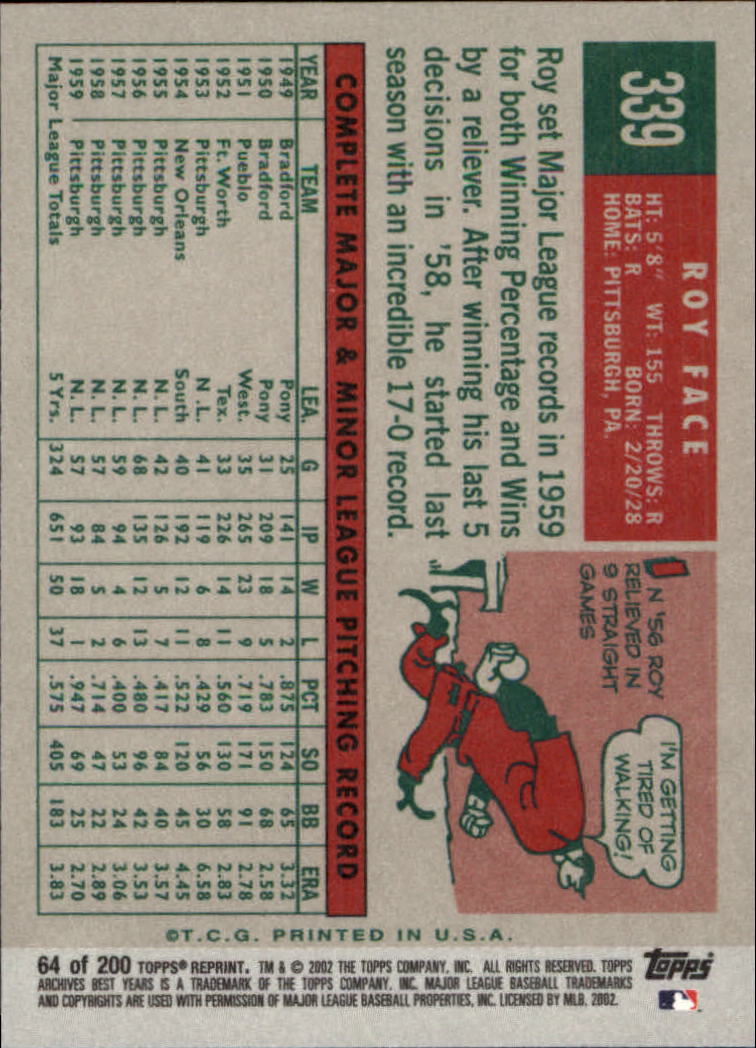 339
ROY FACE
HT: 5'8" WT: 155 THROWS: R
BATS: R BORN: 2/20/28
HOME: PITTSBURGH, PA.
Roy set Major League records in 1959
for both Winning Percentage and Wins
by a reliever. After winning his last 5
decisions in '58, he started last
season with an incredible 17-0 record.
IN '56 ROY
RELIEVED IN
9 STRAIGHT
GAMES
I'M GETTING
TIRED OF
WALKING!
COMPLETE MAJOR & MINOR LEAGUE PITCHING RECORD
YEAR TEAM LEA. G IP W L PCT SO BB ERA
1949 Bradford Pony 25 141 14 2 .875 124 65 3.32
1950 Bradford Pony 31 209 18 5 .783 150 68 2.58
1951 Pueblo West. 35 265 23 9 .719 171 91 2.78
1952 Ft. Worth Tex. 33 226 14 11 .560 130 58 2.83
1953 Pittsburgh N.L. 41 119 6 8 .429 56 30 6.58
1954 New Orleans South 40 192 12 11 .522 120 45 4.45
1955 Pittsburgh N.L. 42 126 5 7 .417 84 40 3.57
1956 Pittsburgh N.L. 68 135 12 13 .480 96 42 3.53
1957 Pittsburgh N.L. 59 94 4 6 .400 53 24 3.06
1958 Pittsburgh N.L. 57 84 5 2 .714 47 22 2.89
1959 Pittsburgh N.L. 57 93 18 1 .947 69 25 2.70
Major League Totals 5 Yrs. 324 651 50 37 .575 405 183 3.83
©T.C.G. PRINTED IN U.S.A.
64 of 200 TOPPS® REPRINT. TM & © 2002 THE TOPPS COMPANY, INC. ALL RIGHTS RESERVED. TOPPS
ARCHIVES BEST YEARS IS A TRADEMARK OF THE TOPPS COMPANY, INC. MAJOR LEAGUE BASEBALL TRADEMARKS
AND COPYRIGHTS ARE USED WITH PERMISSION OF MAJOR LEAGUE BASEBALL PROPERTIES, INC. LICENSED BY MLB. 2002.
Topps